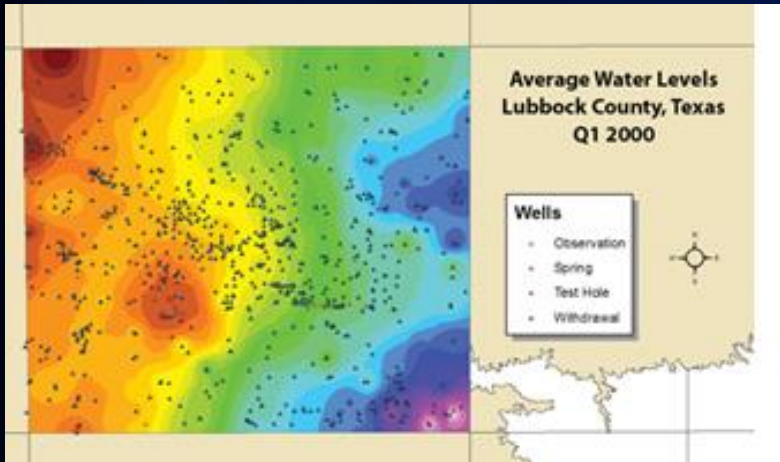 Average Water Levels
Lubbock County, Texas
Q1 2000
Wells
Observation
Spring
Test Hole
Withdrawal